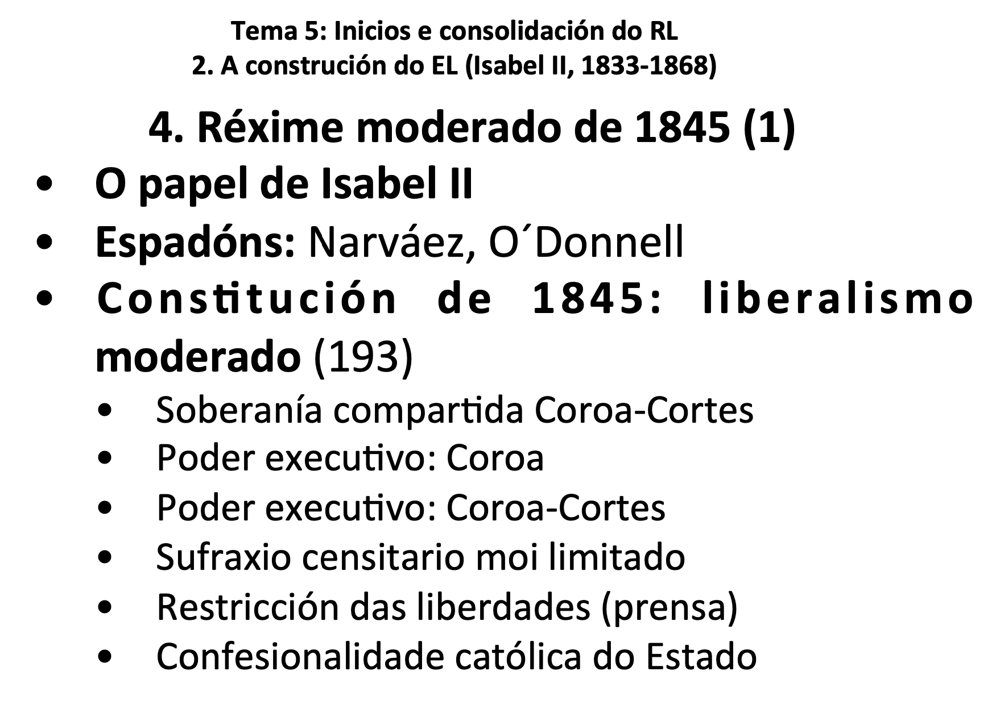 Tema 5: Inicios e consolidación do RL
2. A construción do EL (Isabel II, 1833-1868)
4. Réxime moderado de 1845 (1)
• O papel de Isabel II
• Espadóns: Narváez, O´Donnell
• Constitución de 1845: liberalismo
moderado (193)
• Soberanía compartida Coroa-Cortes
• Poder executivo: Coroa
• Poder executivo: Coroa-Cortes
• Sufraxio censitario moi limitado
• Restricción das liberdades (prensa)
• Confesionalidade católica do Estado